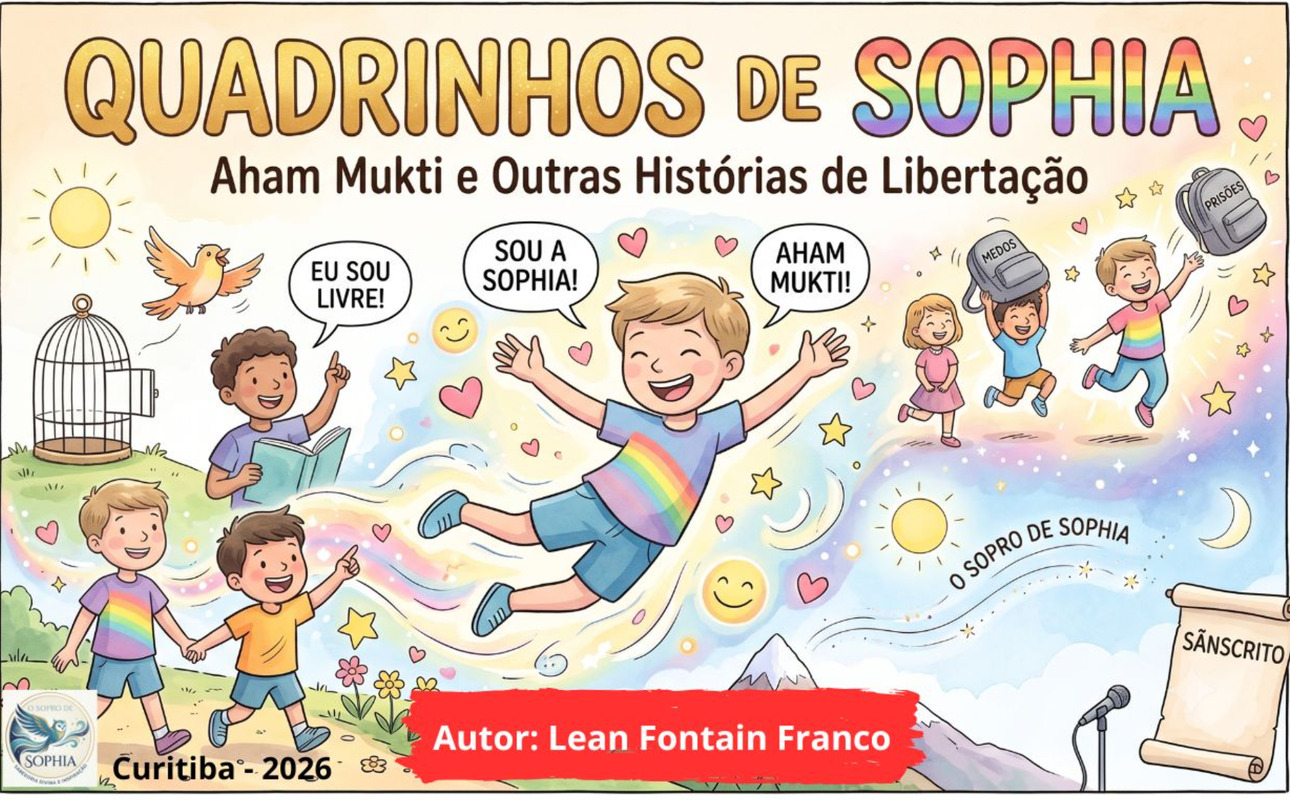 QUADRINHOS DE SOPHIA
Aham Mukti e Outras Histórias de Libertação
EU SOU
LIVRE!
SOU A
SOPHIA!
AHAM
MUKTI!
MEDOS
PRISÕES
O SOPRO DE SOPHIA
SÃNSCRITO
O SOPRO DE
SOPHIA
Autor: Lean Fontain Franco
Curitiba - 2026